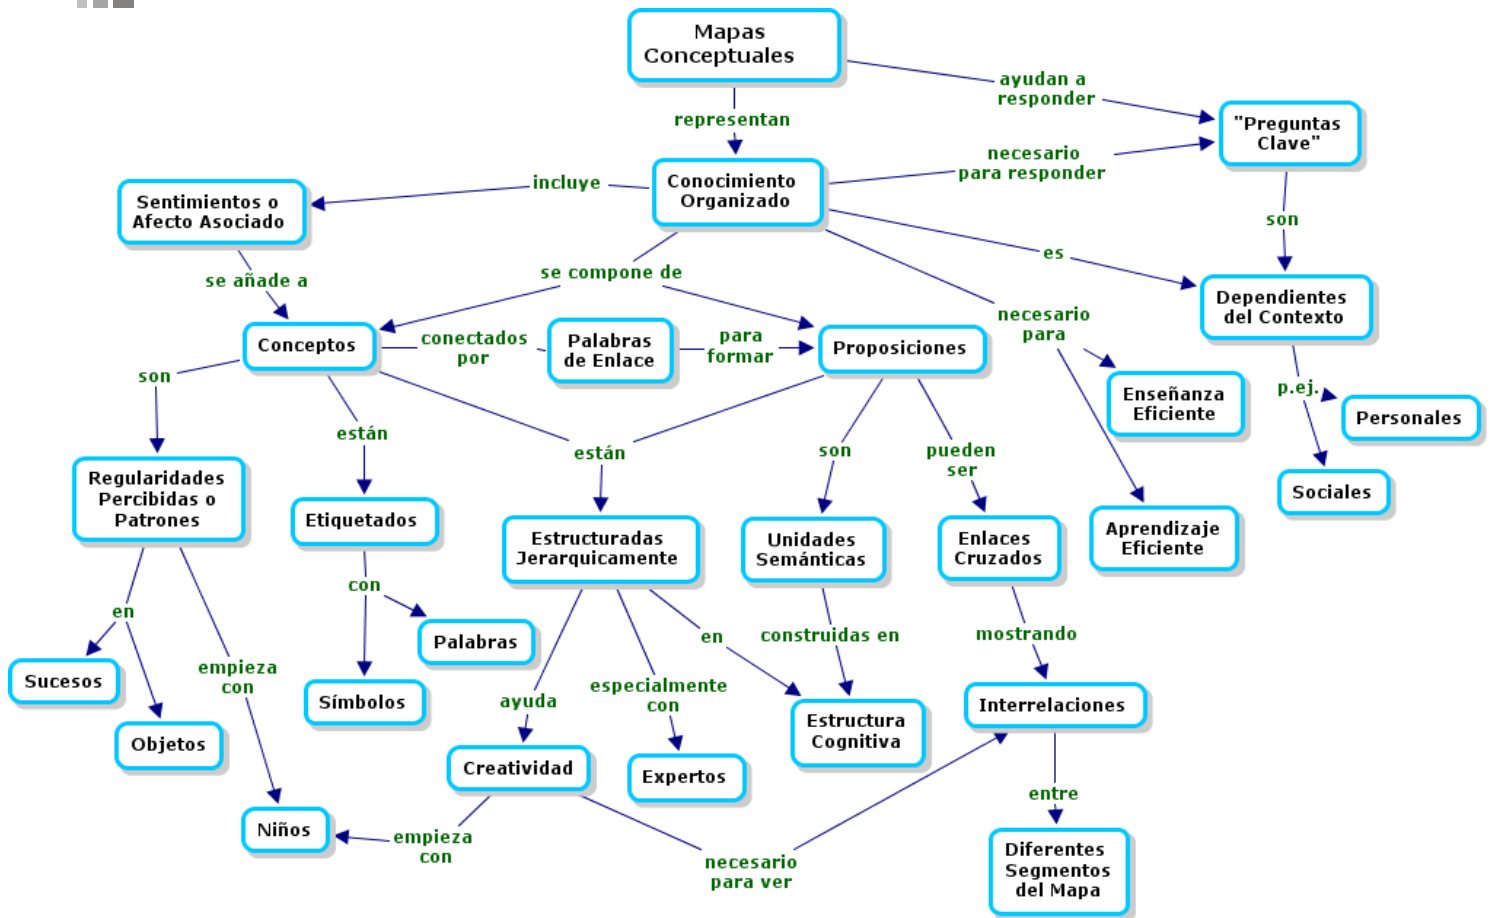 Mapas
Conceptuales
ayudan a
responder
representan
"Preguntas
Clave"
necesario
para responder
incluye
Conocimiento
Organizado
Sentimientos o
Afecto Asociado
son
es
se compone de
se añade a
Dependientes
del Contexto
necesario
para
Conceptos
conectados
por
Palabras
de Enlace
para
formar
Proposiciones
son
Enseñanza
Eficiente
p.ej.
Personales
están
están
son
pueden
ser
Sociales
Regularidades
Percibidas o
Patrones
Etiquetados
Estructuradas
Jerarquicamente
Unidades
Semánticas
Enlaces
Cruzados
Aprendizaje
Eficiente
con
en
Palabras
en
construidas en
mostrando
Sucesos
empieza
con
Símbolos
ayuda
especialmente
con
Estructura
Cognitiva
Interrelaciones
Objetos
Creatividad
Expertos
entre
Niños
empieza
con
necesario
para ver
Diferentes
Segmentos
del Mapa